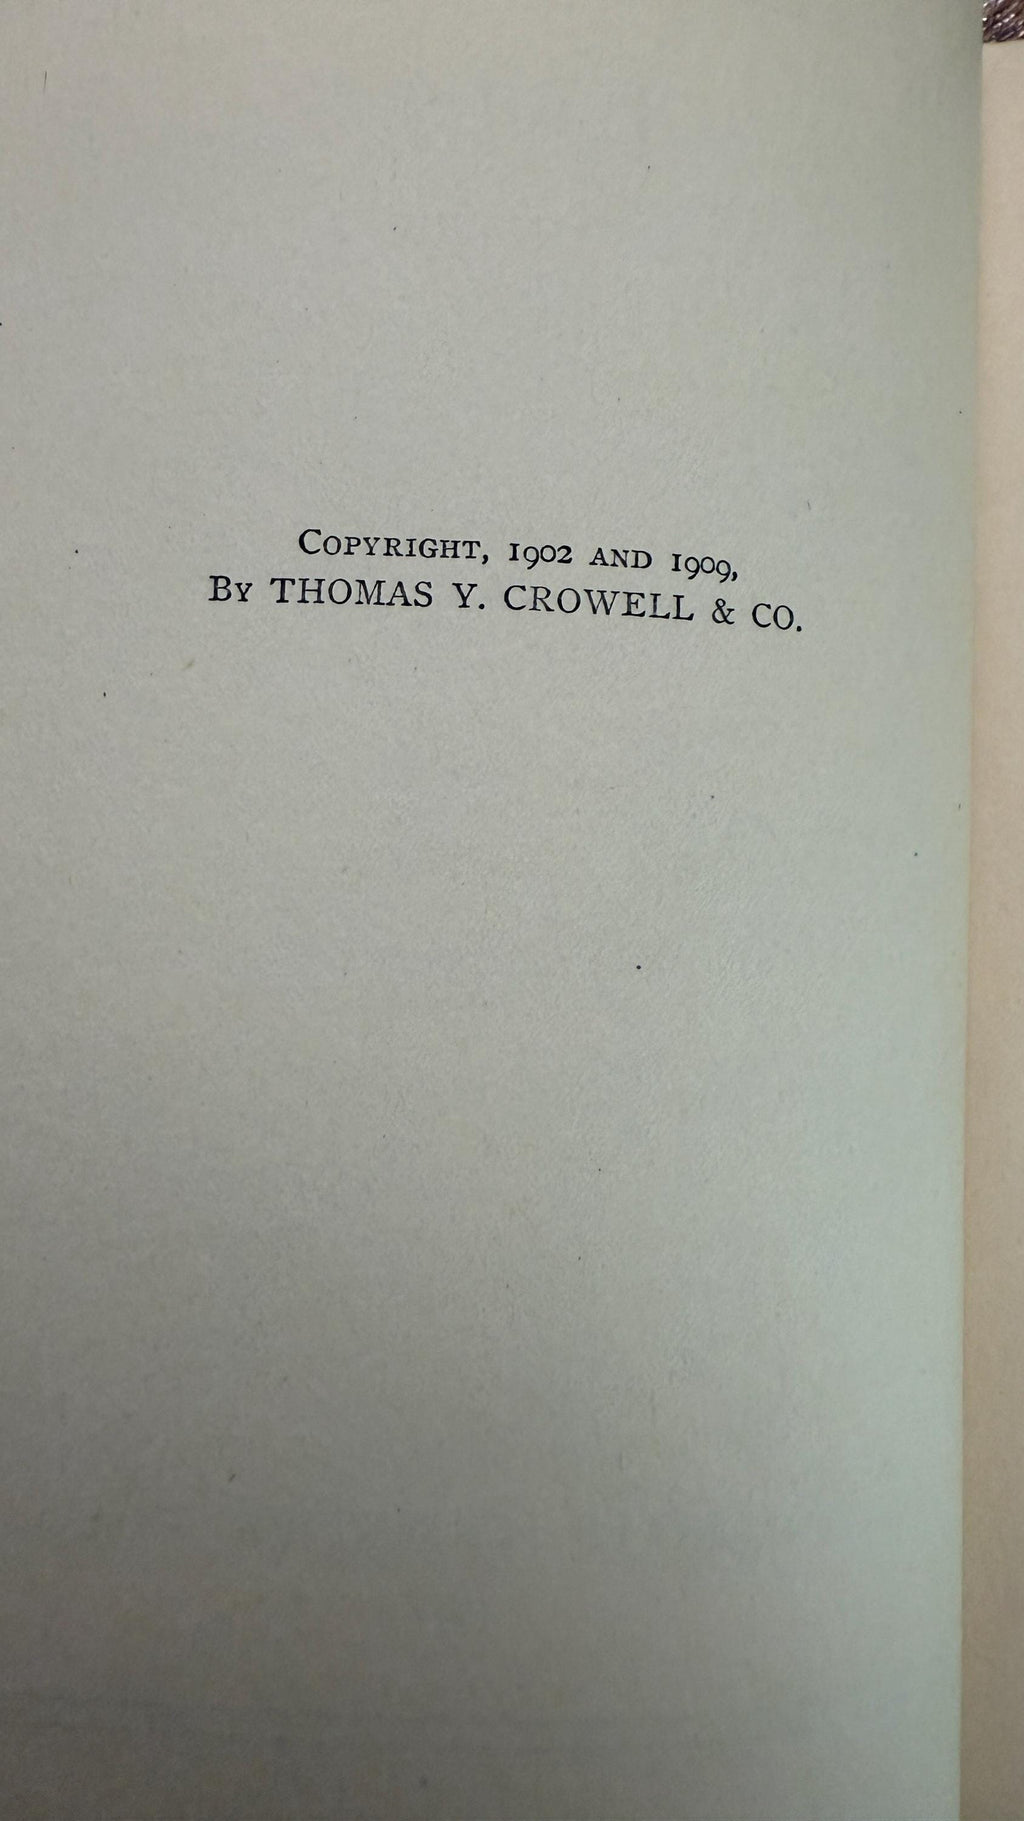 Copyright, 1902 and 1909,
By THOMAS Y. CROWELL & CO.